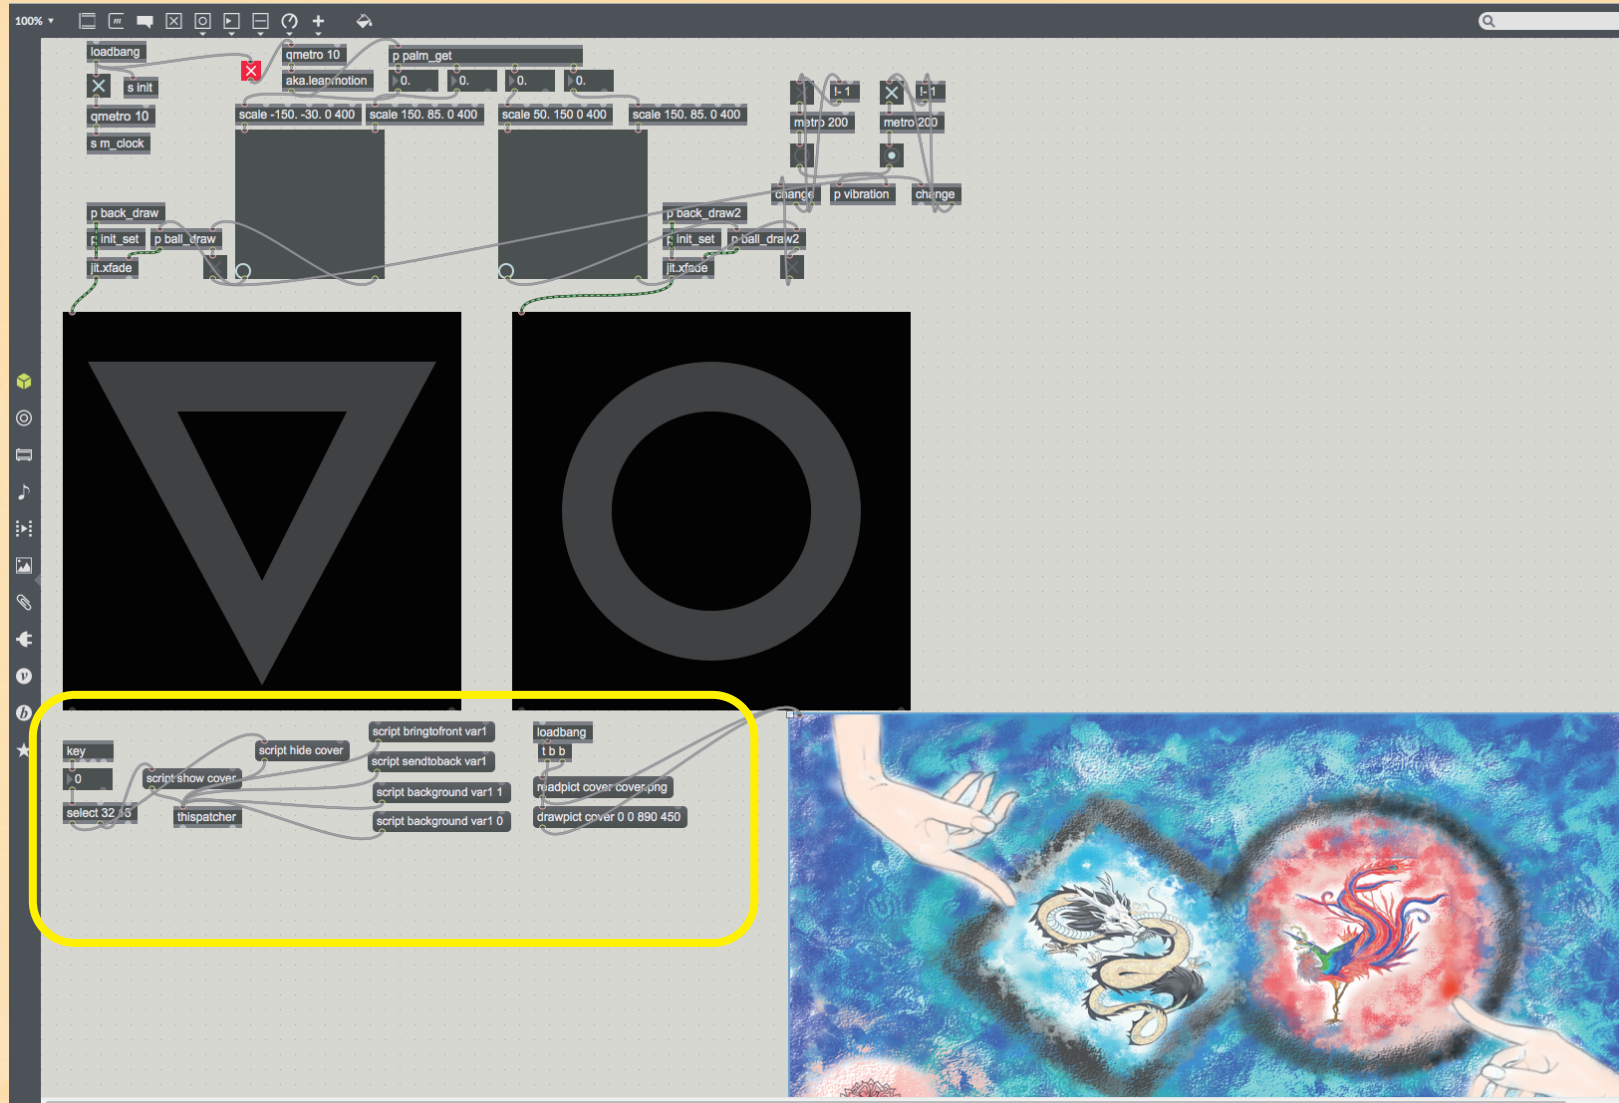 100%
loadbang
s init
qmetro 10
s m_clock
qmetro 10
aka.leapmotion
p palm_get
0.
0.
0.
0.
scale -150. -30. 0 400
scale 150. 85. 0 400
scale 50. 150 0 400
scale 150. 85. 0 400
!- 1
!- 1
metro 200
metro 200
change
p vibration
change
p back_draw
p init_set
p ball_draw
jit.xfade
p back_draw2
p init_set
p ball_draw2
jit.xfade
key
0
script show cover
script hide cover
thispatcher
script bringtofront var1
script sendtoback var1
script background var1 1
script background var1 0
loadbang
t b b
readpict cover cover.png
drawpict cover 0 0 890 450
select 32